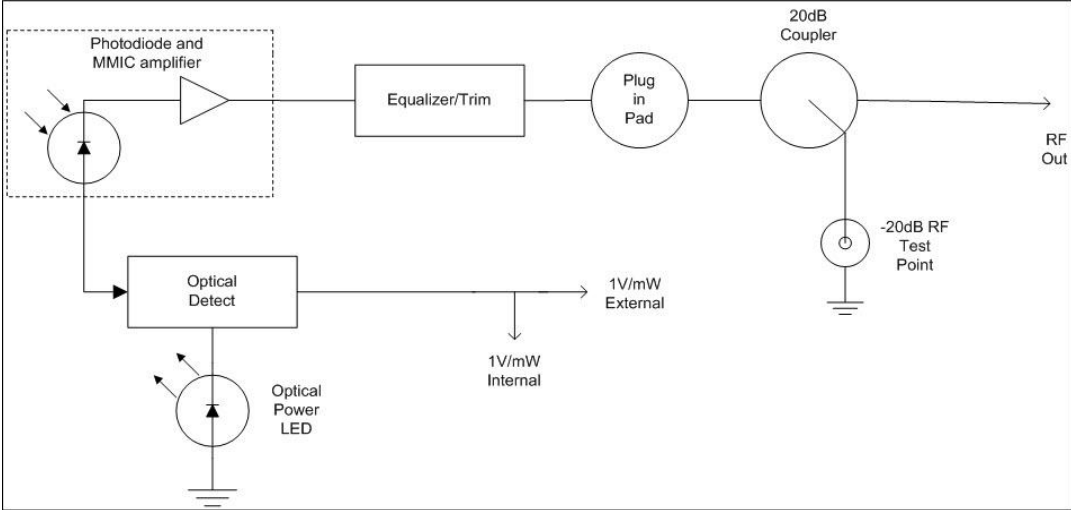 Photodiode and
MMIC amplifier
Equalizer/Trim
Plug
in
Pad
20dB
Coupler
RF
Out
-20dB RF
Test
Point
Optical
Detect
1V/mW
External
1V/mW
Internal
Optical
Power
LED